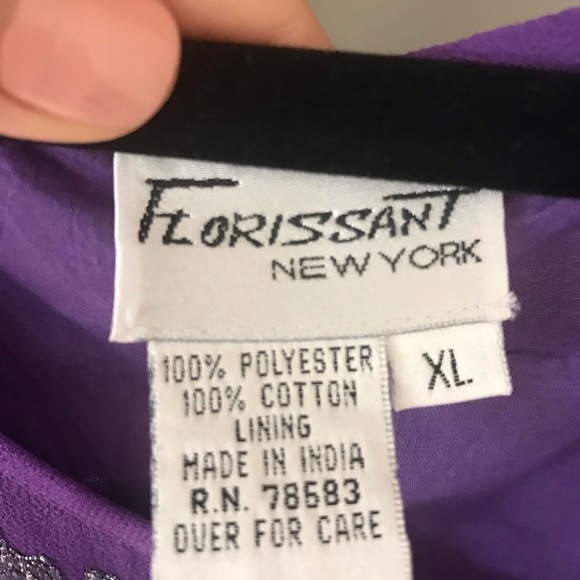 FLORISSANT
NEW YORK
XL
100% POLYESTER
100% COTTON
LINING
MADE IN INDIA
R.N. 78683
OVER FOR CARE